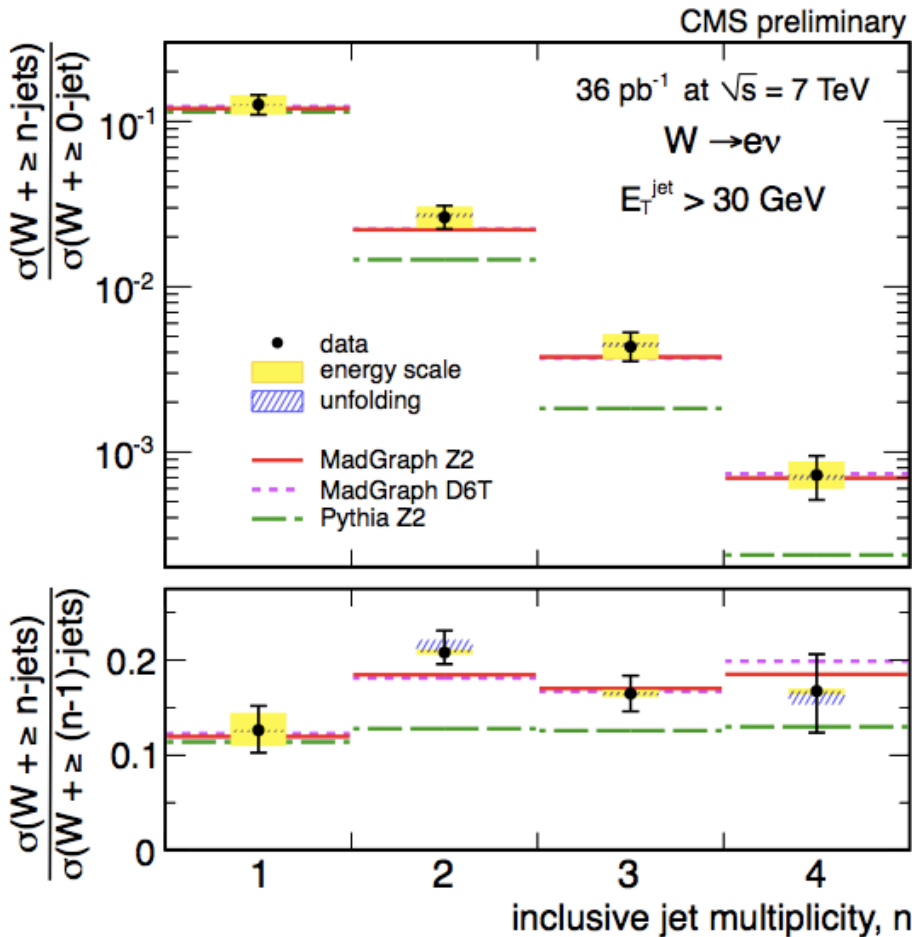 CMS preliminary
σ(W + ≥ n-jets)
σ(W + ≥ 0-jet)
36 pb⁻¹ at √s = 7 TeV
W →eν
E_T^jet > 30 GeV
10⁻¹
10⁻²
10⁻³
data
energy scale
unfolding
MadGraph Z2
MadGraph D6T
Pythia Z2
σ(W + ≥ n-jets)
σ(W + ≥ (n-1)-jets)
0.2
0.1
0
1 2 3 4
inclusive jet multiplicity, n